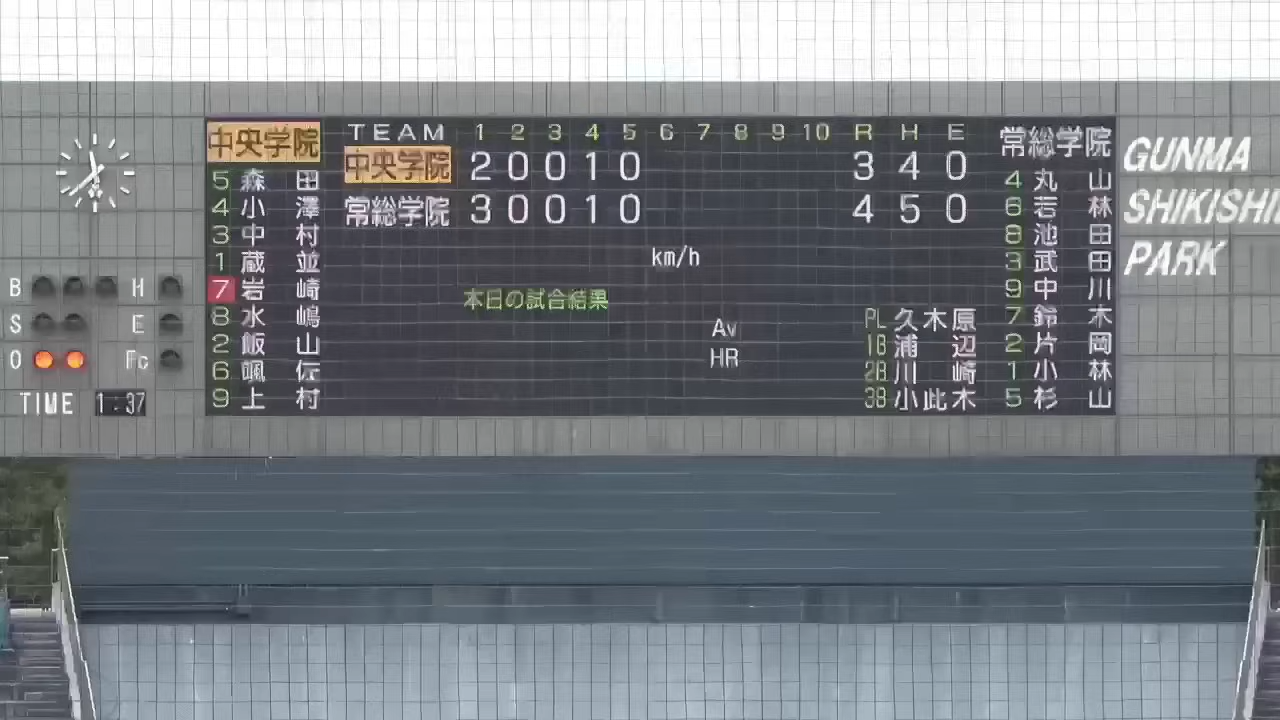 中央学院 TEAM 1 2 3 4 5 6 7 8 9 10 R H E 常総学院
中央学院 2 0 0 1 0 3 4 0
常総学院 3 0 0 1 0 4 5 0
5 森田
4 小澤
3 中村
1 蔵並
7 岩崎
8 水嶋
2 飯山
6 颯佐
9 上村
km/h
本日の試合結果
Av
HR
PL 久木原
1B 浦辺
2B 川崎
3B 小此木
4 丸山
6 若林
8 池田
3 武田
9 中川
7 鈴木
2 片岡
1 小林
5 杉山
B H
S E
O Fc
TIME 1:37
GUNMA
SHIKISHI
PARK